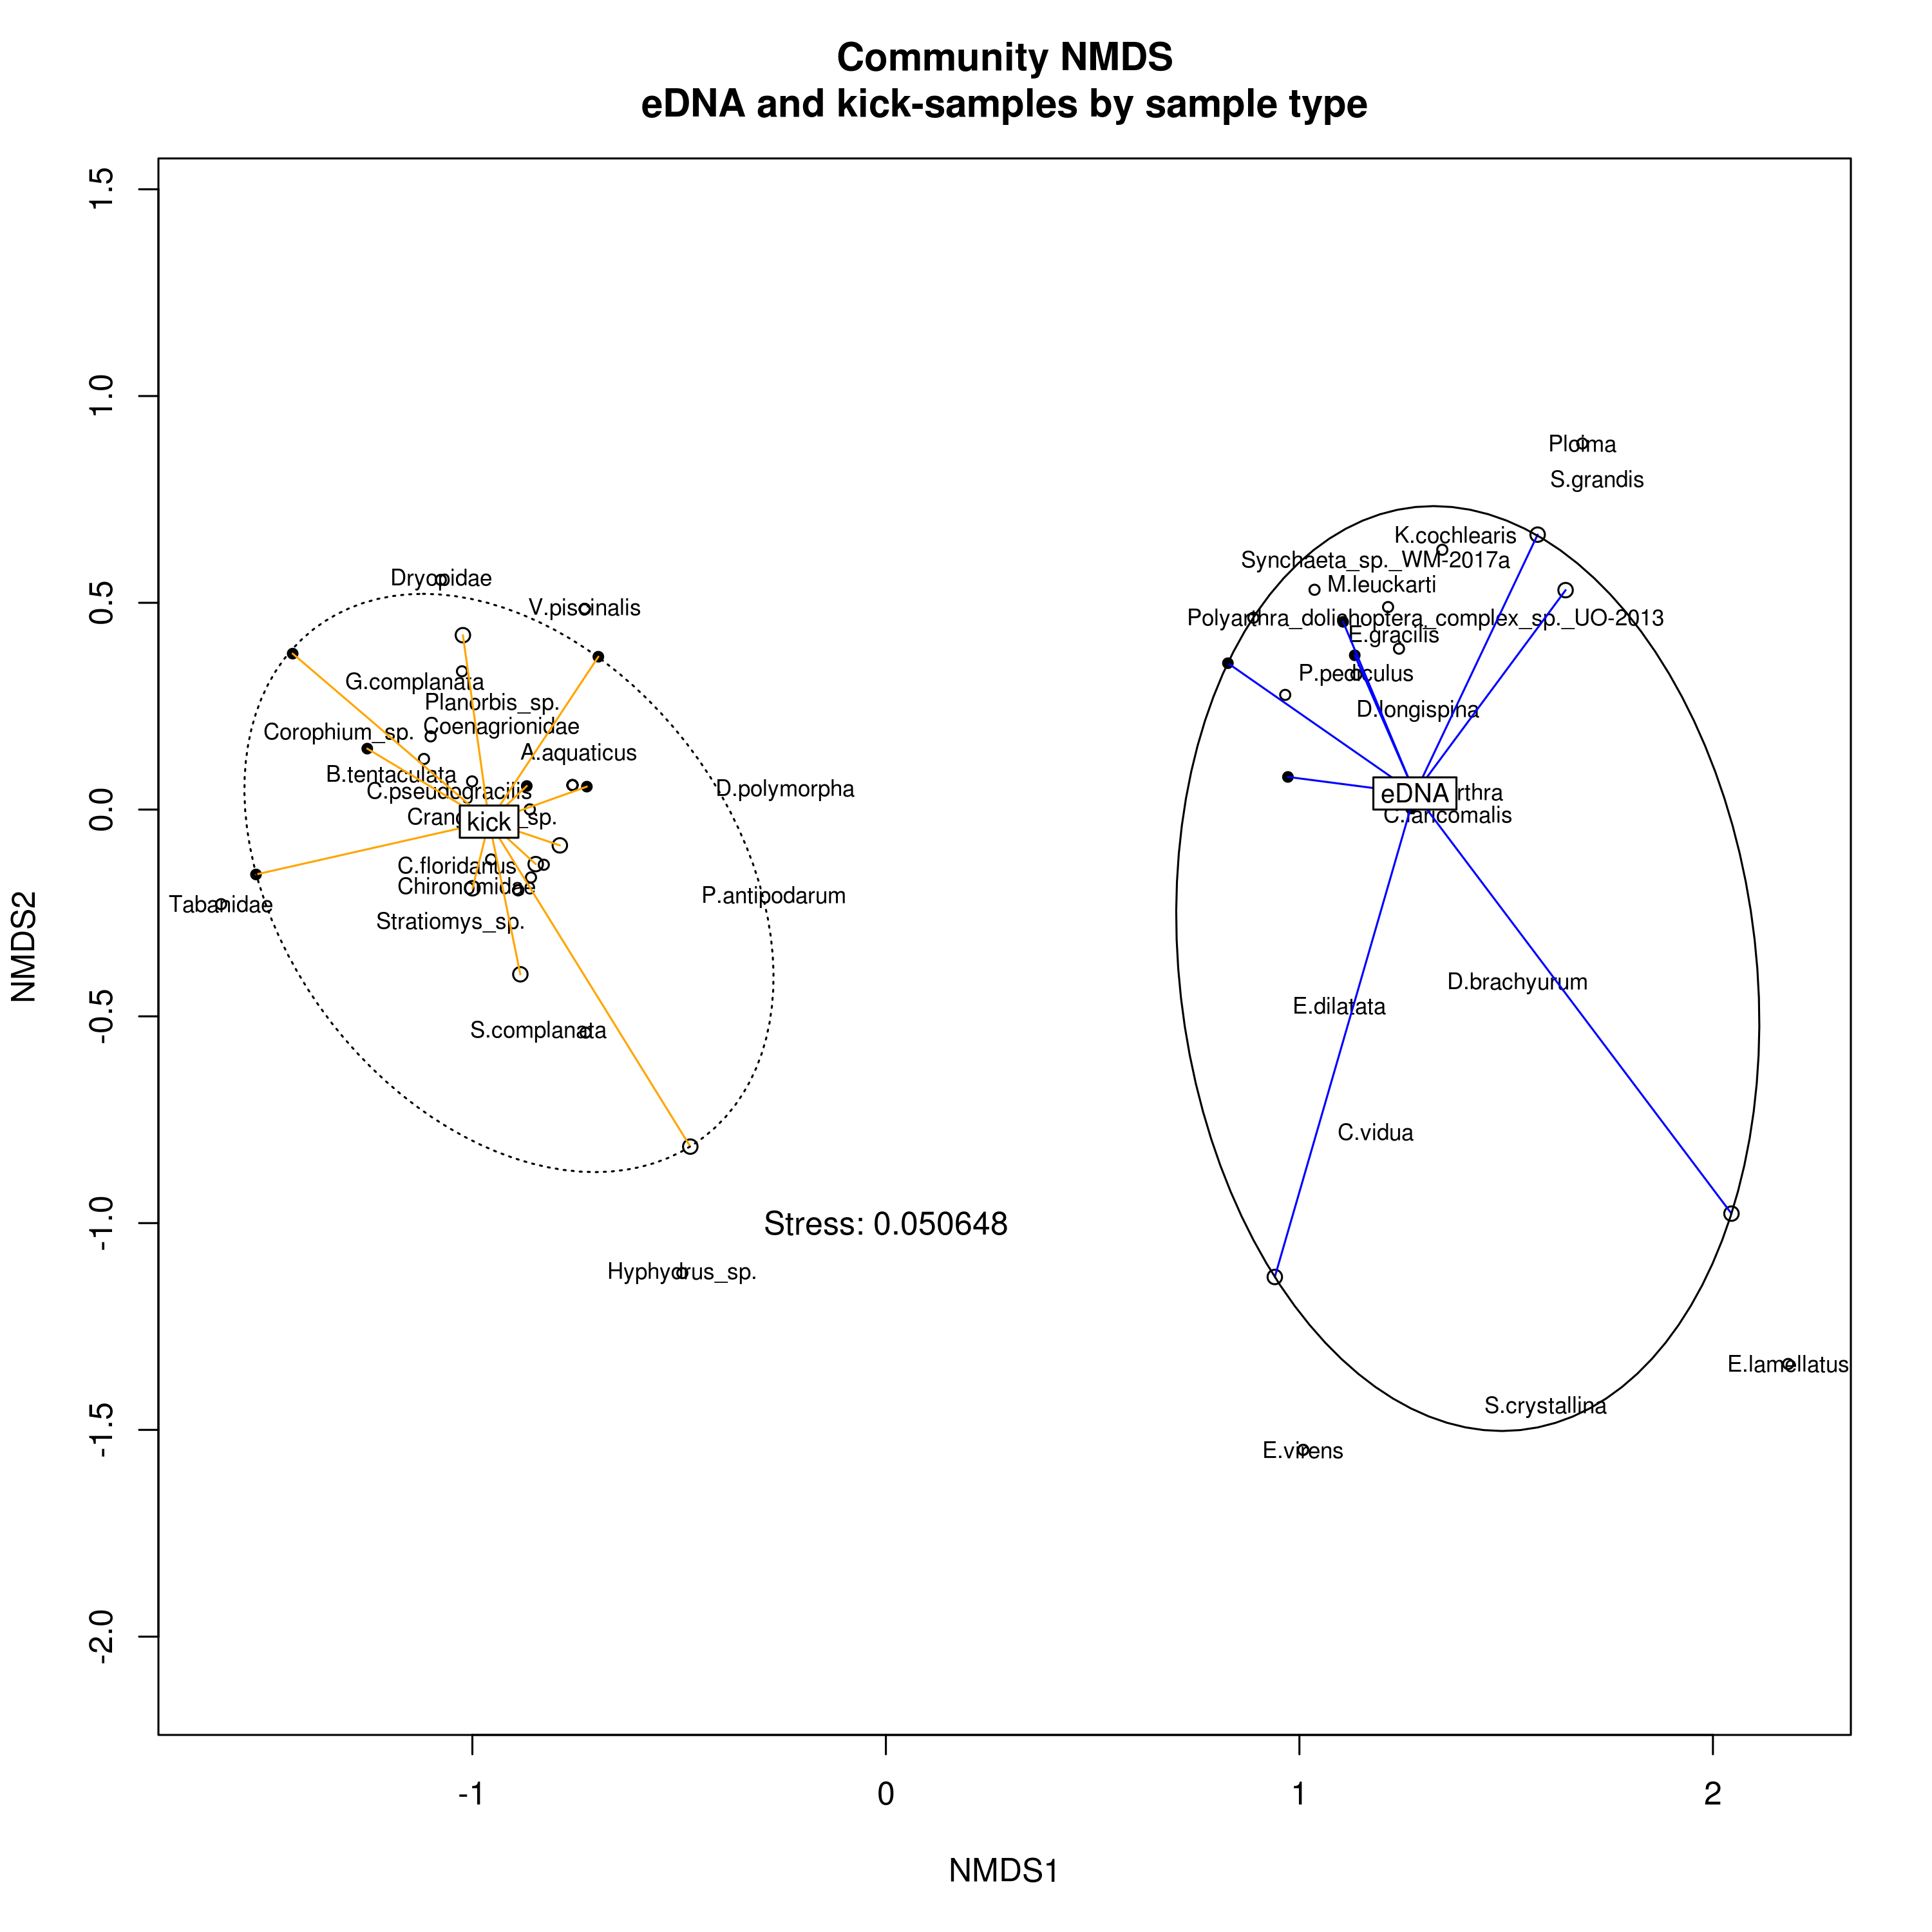 Community NMDS
eDNA and kick-samples by sample type
1.5
1.0
0.5
0.0
-0.5
-1.0
-1.5
-2.0
NMDS2
Ploima
S.grandis
K.cochlearis
Synchaeta_sp._WM-2017a
M.leuckarti
Polyarthra_dolichoptera_complex_sp._UO-2013
E.gracilis
P.pediculus
D.longispina
eDNA
rthra
D.brachyurum
E.dilatata
C.vidua
E.lamellatus
S.crystallina
E.virens
Dryopidae
V.piscinalis
G.complanata
Planorbis_sp.
Coenagrionidae
Corophium_sp.
A.aquaticus
B.tentaculata
C.pseudogracilis
D.polymorpha
kick
C.floridanus
Chironomidae
P.antipodarum
Tabanidae
Stratiomys_sp.
S.complanata
Stress: 0.050648
Hyphydrus_sp.
-1
0
1
2
NMDS1